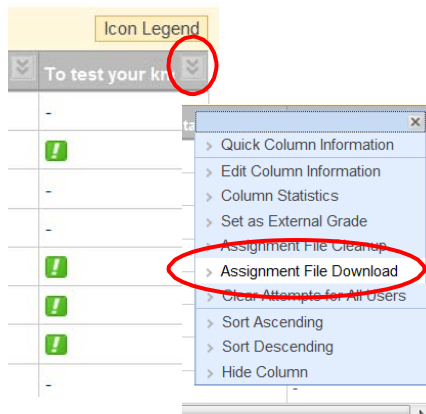 Icon Legend
To test your kn
-
!
-
-
!
!
!
-
ta
Quick Column Information
Edit Column Information
Column Statistics
Set as External Grade
Assignment File Cleanup
Assignment File Download
Clear Attempts for All Users
Sort Ascending
Sort Descending
Hide Column
-